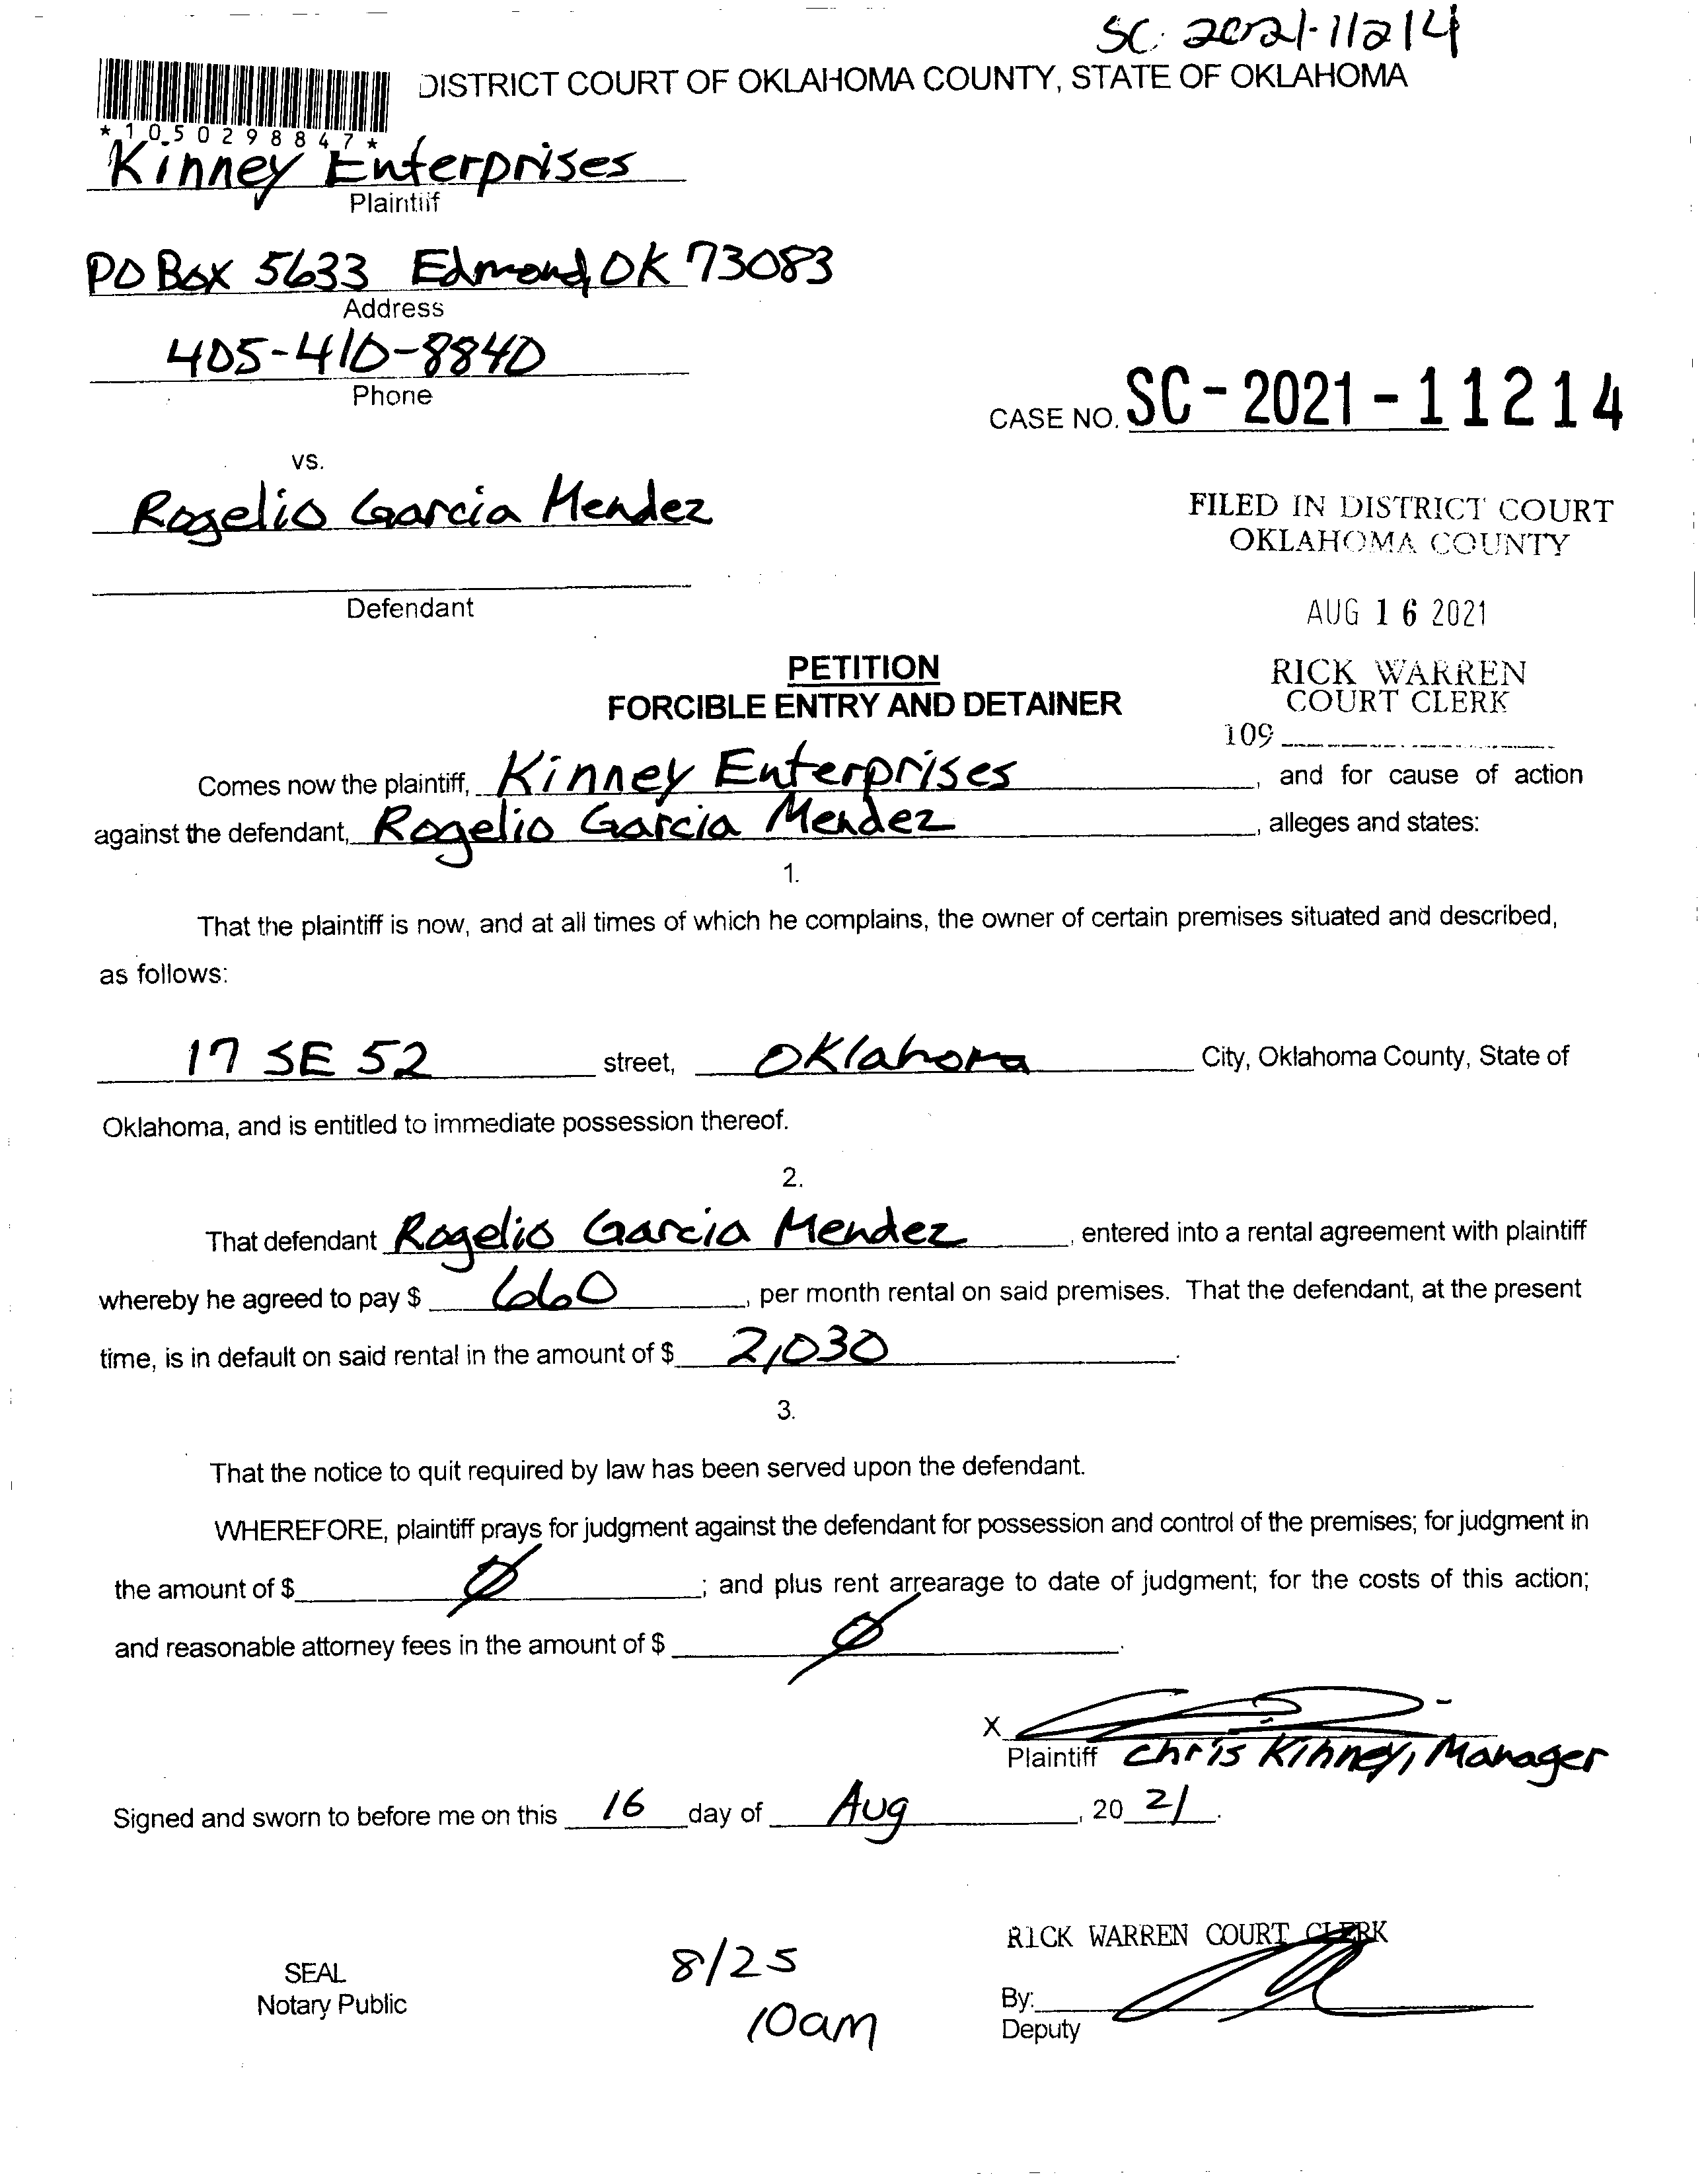 SC 2021-11214
DISTRICT COURT OF OKLAHOMA COUNTY, STATE OF OKLAHOMA
*1050298847*
Kinney Enterprises
Plaintiff
PO Box 5633 Edmond, OK 73083
Address
405-410-8840
Phone
CASE NO. SC-2021-11214
vs.
Rogelio Garcia Mendez
Defendant
FILED IN DISTRICT COURT
OKLAHOMA COUNTY
AUG 16 2021
RICK WARREN
COURT CLERK
109
PETITION
FORCIBLE ENTRY AND DETAINER
Comes now the plaintiff, Kinney Enterprises, and for cause of action
against the defendant, Rogelio Garcia Mendez, alleges and states:
1.
That the plaintiff is now, and at all times of which he complains, the owner of certain premises situated and described,
as follows:
17 SE 52 street, Oklahoma City, Oklahoma County, State of
Oklahoma, and is entitled to immediate possession thereof.
2.
That defendant Rogelio Garcia Mendez, entered into a rental agreement with plaintiff
whereby he agreed to pay $ 660, per month rental on said premises. That the defendant, at the present
time, is in default on said rental in the amount of $ 2,030.
3.
That the notice to quit required by law has been served upon the defendant.
WHEREFORE, plaintiff prays for judgment against the defendant for possession and control of the premises; for judgment in
the amount of $ 0; and plus rent arrearage to date of judgment; for the costs of this action;
and reasonable attorney fees in the amount of $ 0.
X
Plaintiff Chris Kinney, Manager
Signed and sworn to before me on this 16 day of Aug, 2021.
RICK WARREN COURT CLERK
SEAL
Notary Public
8/25
10am
By:
Deputy